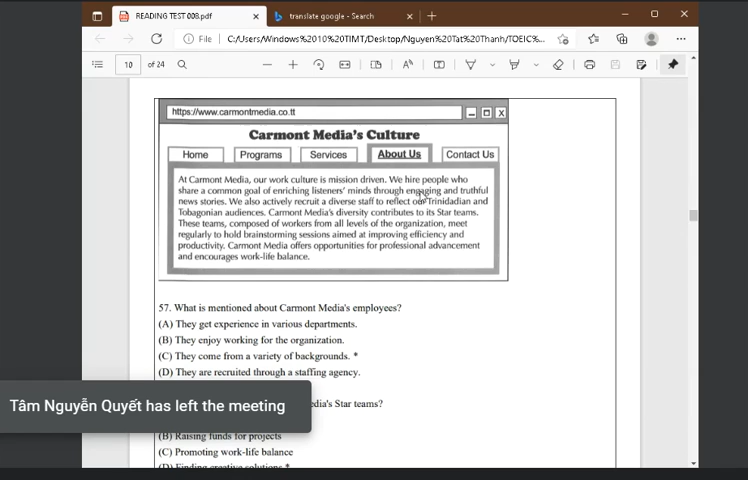 READING TEST 008.pdf
translate google - Search
File
C:/Users/Windows%2010%20TIMT/Desktop/Nguyen%20Tat%20Thanh/TOEIC%...
10 of 24
https://www.carmontmedia.co.tt
X
Carmont Media's Culture
Home Programs Services About Us Contact Us
At Carmont Media, our work culture is mission driven. We hire people who
share a common goal of enriching listeners' minds through engaging and truthful
news stories. We also actively recruit a diverse staff to reflect our Trinidadian and
Tobagonian audiences. Carmont Media's diversity contributes to its Star teams.
These teams, composed of workers from all levels of the organization, meet
regularly to hold brainstorming sessions aimed at improving efficiency and
productivity. Carmont Media offers opportunities for professional advancement
and encourages work-life balance.
57. What is mentioned about Carmont Media's employees?
(A) They get experience in various departments.
(B) They enjoy working for the organization.
(C) They come from a variety of backgrounds. *
(D) They are recruited through a staffing agency.
Tâm Nguyễn Quyết has left the meeting
edia's Star teams?
(B) Raising funds for projects
(C) Promoting work-life balance
(D) Finding creative solutions *